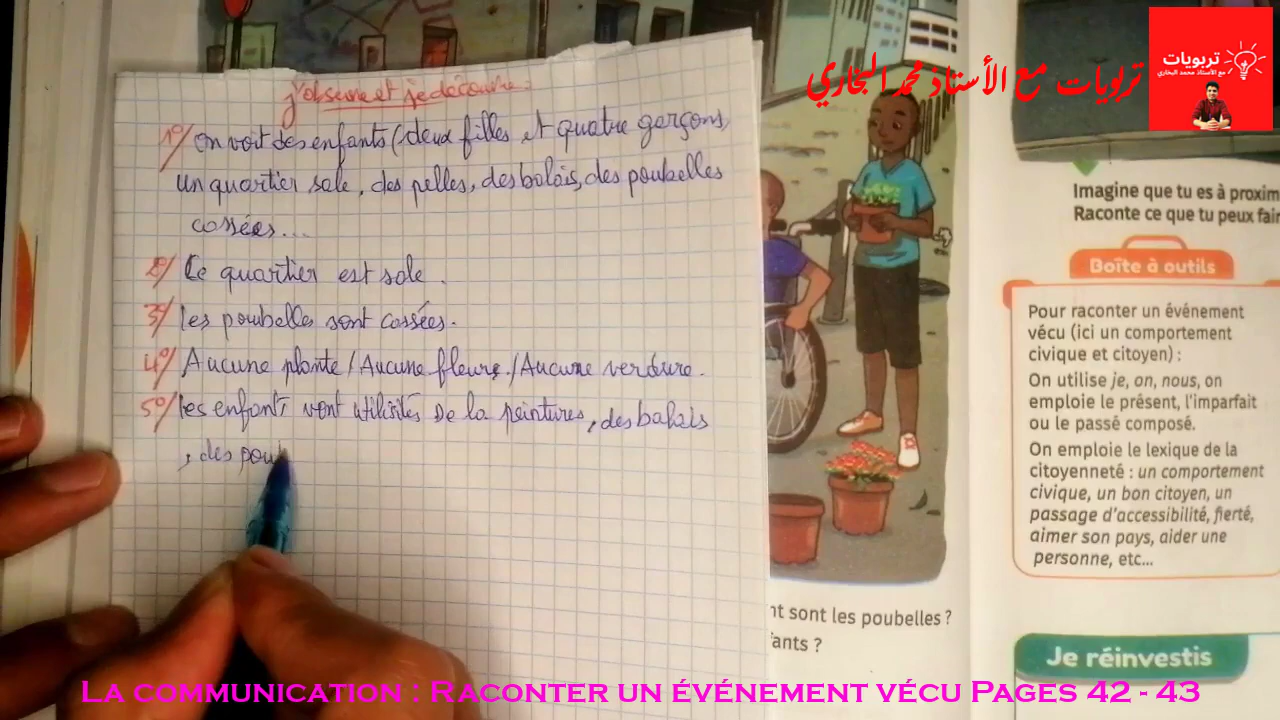 تربويات مع الأستاذ محمد البخاري
تربويات
مع الأستاذ محمد البخاري
j'observe et je découvre
1°/ On voit des enfants (deux filles et quatre garçons,
un quartier sale, des pelles, des balais, des poubelles
cassées...
2°/ Le quartier est sale.
3°/ Les poubelles sont cassées.
4°/ Aucune plante / Aucune fleurs / Aucune verdure.
5°/ Les enfants vont utilisités De la peintures, des balais
, des pou
Imagine que tu es à proxim
Raconte ce que tu peux fair
Boîte à outils
Pour raconter un événement
vécu (ici un comportement
civique et citoyen) :
On utilise je, on, nous, on
emploie le présent, l'imparfait
ou le passé composé.
On emploie le lexique de la
citoyenneté : un comportement
civique, un bon citoyen, un
passage d'accessibilité, fierté,
aimer son pays, aider une
personne, etc...
nt sont les poubelles ?
fants ?
Je réinvestis
La communication : Raconter un événement vécu Pages 42 - 43